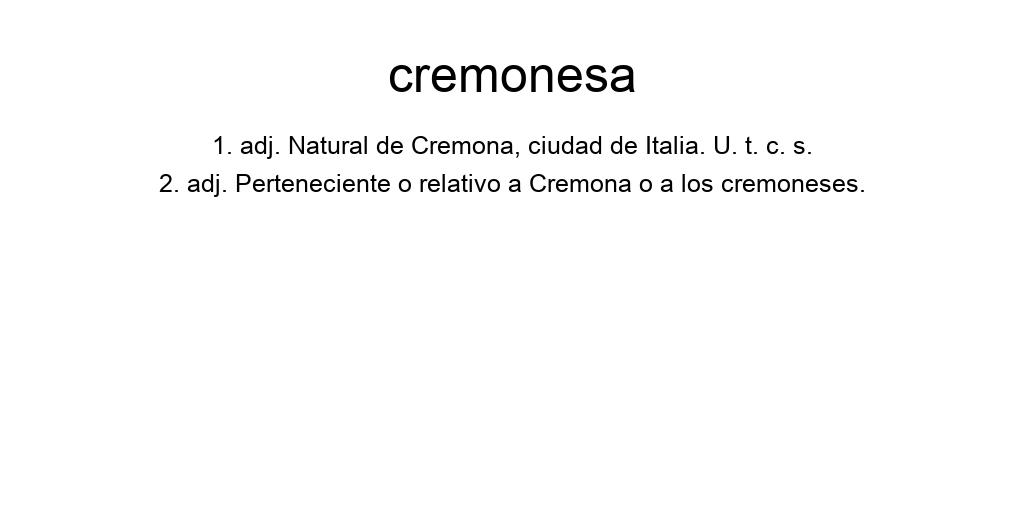 cremonesa
1. adj. Natural de Cremona, ciudad de Italia. U. t. c. s.
2. adj. Perteneciente o relativo a Cremona o a los cremoneses.